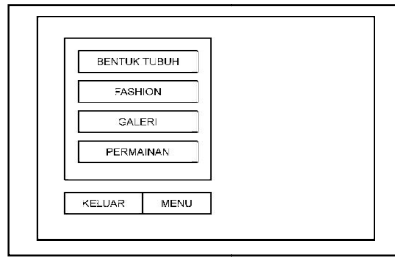 BENTUK TUBUH
FASHION
GALERI
PERMAINAN
KELUAR MENU